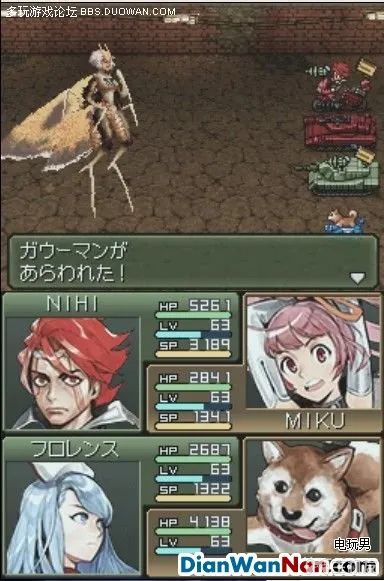 多玩游戏论坛 BBS.DUOWAN.COM
ガウーマンが
あらわれた!
NIHI
HP 5261
LV 63
SP 3189
HP 2841
LV 63
SP 1341
MIKU
フロレンス
HP 2687
LV 63
SP 1322
HP 4138
LV 63
电玩男
DianWanNan.com